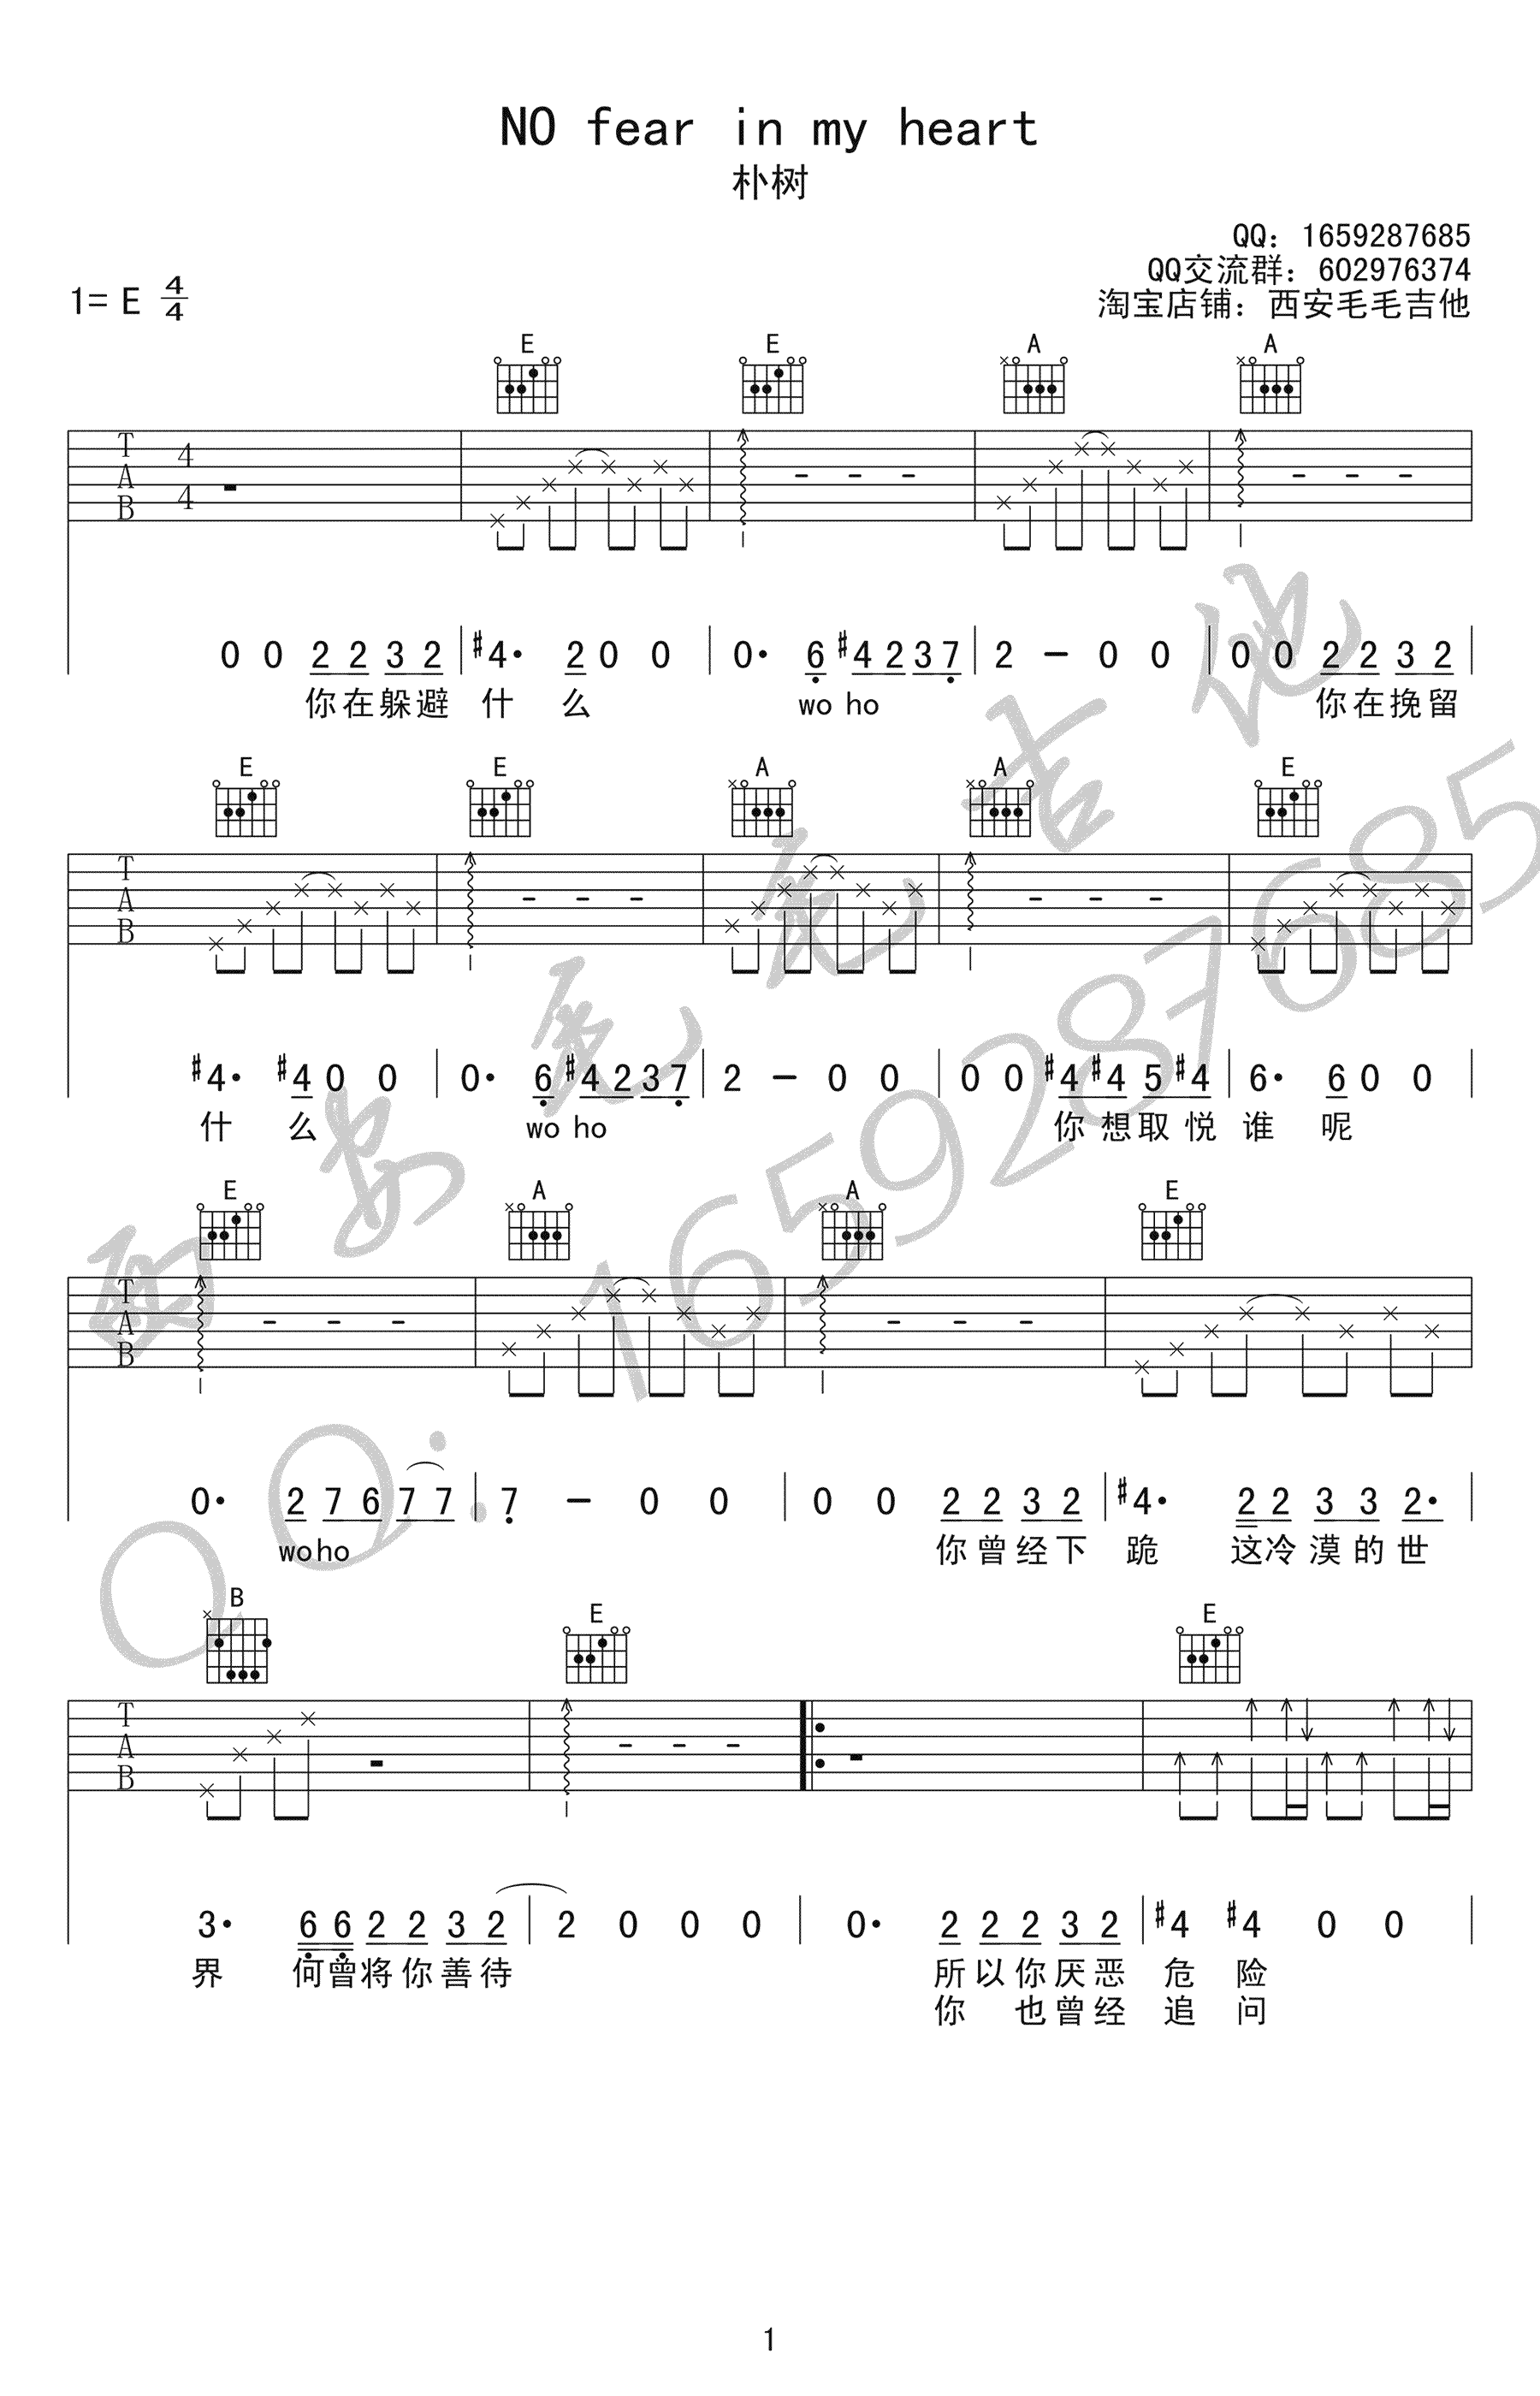 NO fear in my heart
朴树
QQ：1659287685
QQ交流群：602976374
淘宝店铺：西安毛毛吉他
1= E 4/4
E E A A
T A B 4 4
0 0 2 2 3 2 | #4· 2 0 0 | 0· 6 #4 2 3 7 | 2 - 0 0 | 0 0 2 2 3 2 |
你在躲避 什 么 wo ho 你在挽留
E E A A E
T A B
#4· #4 0 0 | 0· 6 #4 2 3 7 | 2 - 0 0 | 0 0 #4 #4 5 #4 | 6· 6 0 0 |
什 么 wo ho 你想取悦 谁 呢
E A A E
T A B
0· 2 7 6 7 7 | 7 - 0 0 | 0 0 2 2 3 2 | #4· 2 2 3 3 2· |
wo ho 你曾经下 跪 这冷漠的世
B E E
T A B
3· 6 6 2 2 3 2 | 2 0 0 0 | 0· 2 2 2 3 2 | #4 #4 0 0 |
界 何曾将你善待 所以你厌恶 危 险
你 也曾经 追 问
西安毛毛吉他
QQ：1659287685
1